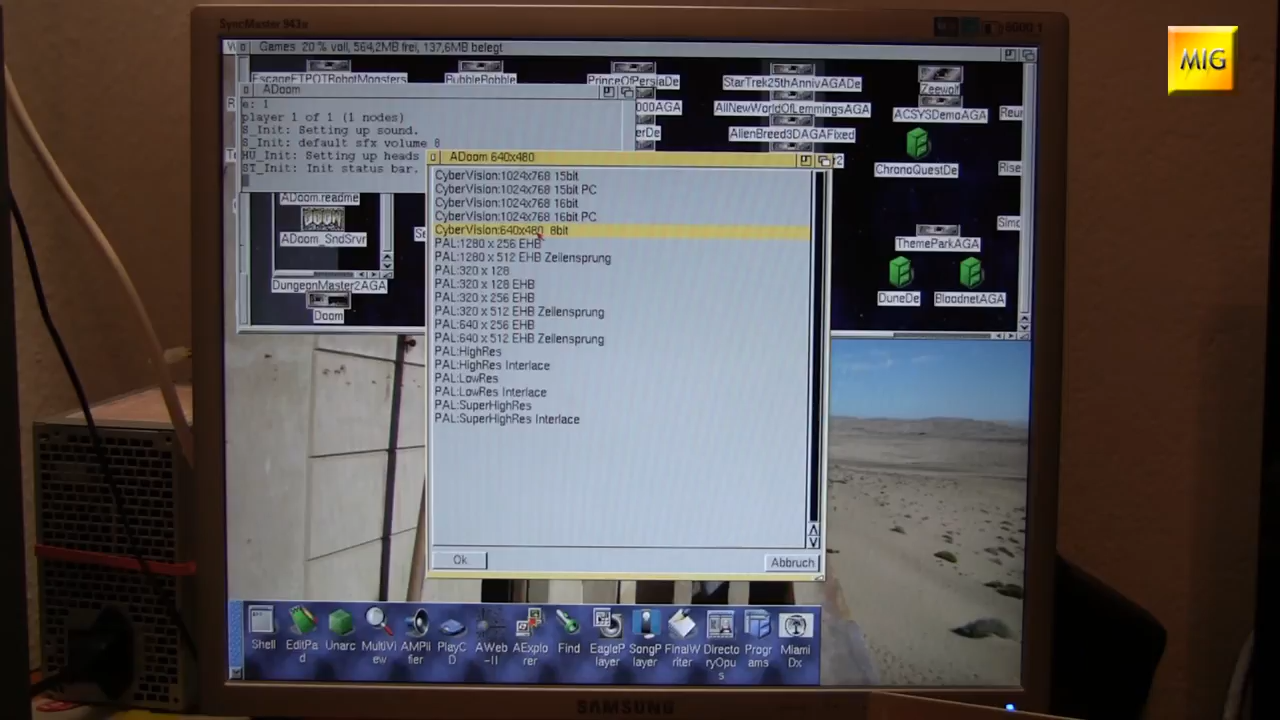 SyncMaster 943x
MIG
Games 20 % voll, 564,2MB frei, 137,6MB belegt
EscapeFTPOTRobotMonsters
BubbleBobble
PrinceOfPersiaDe
StarTrek25thAnnivAGADe
Zeewolf
ADoom
000AGA
AllNewWorldOfLemmingsAGA
ACSYSDemoAGA
e: 1
player 1 of 1 (1 nodes)
S_Init: Setting up sound.
S_Init: default sfx volume 8
HU_Init: Setting up heads
ST_Init: Init status bar.
erDe
AllenBreed3DAGAFixed
ChronoQuestDe
Rise
ADoom 640x480
CyberVision:1024x768 15bit
CyberVision:1024x768 15bit PC
CyberVision:1024x768 16bit
CyberVision:1024x768 16bit PC
CyberVision:640x480 8bit
PAL:1280 x 256 EHB
PAL:1280 x 512 EHB Zeilensprung
PAL:320 x 128
PAL:320 x 128 EHB
PAL:320 x 256 EHB
PAL:320 x 512 EHB Zeilensprung
PAL:640 x 256 EHB
PAL:640 x 512 EHB Zeilensprung
PAL:HighRes
PAL:HighRes Interlace
PAL:LowRes
PAL:LowRes Interlace
PAL:SuperHighRes
PAL:SuperHighRes Interlace
Ok
Abbruch
ADoom.readme
DOOM
ADoom_SndSrvr
DungeonMaster2AGA
Doom
ThemeParkAGA
DuneDe
BloodnetAGA
Shell
EditPad
Unarc
MultiView
AMPlifier
PlayCD
AWeb-II
AExplorer
Find
EaglePlayer
SongPlayer
FinalWriter
DirectoryOpus
Programs
MiamiDx
SAMSUNG